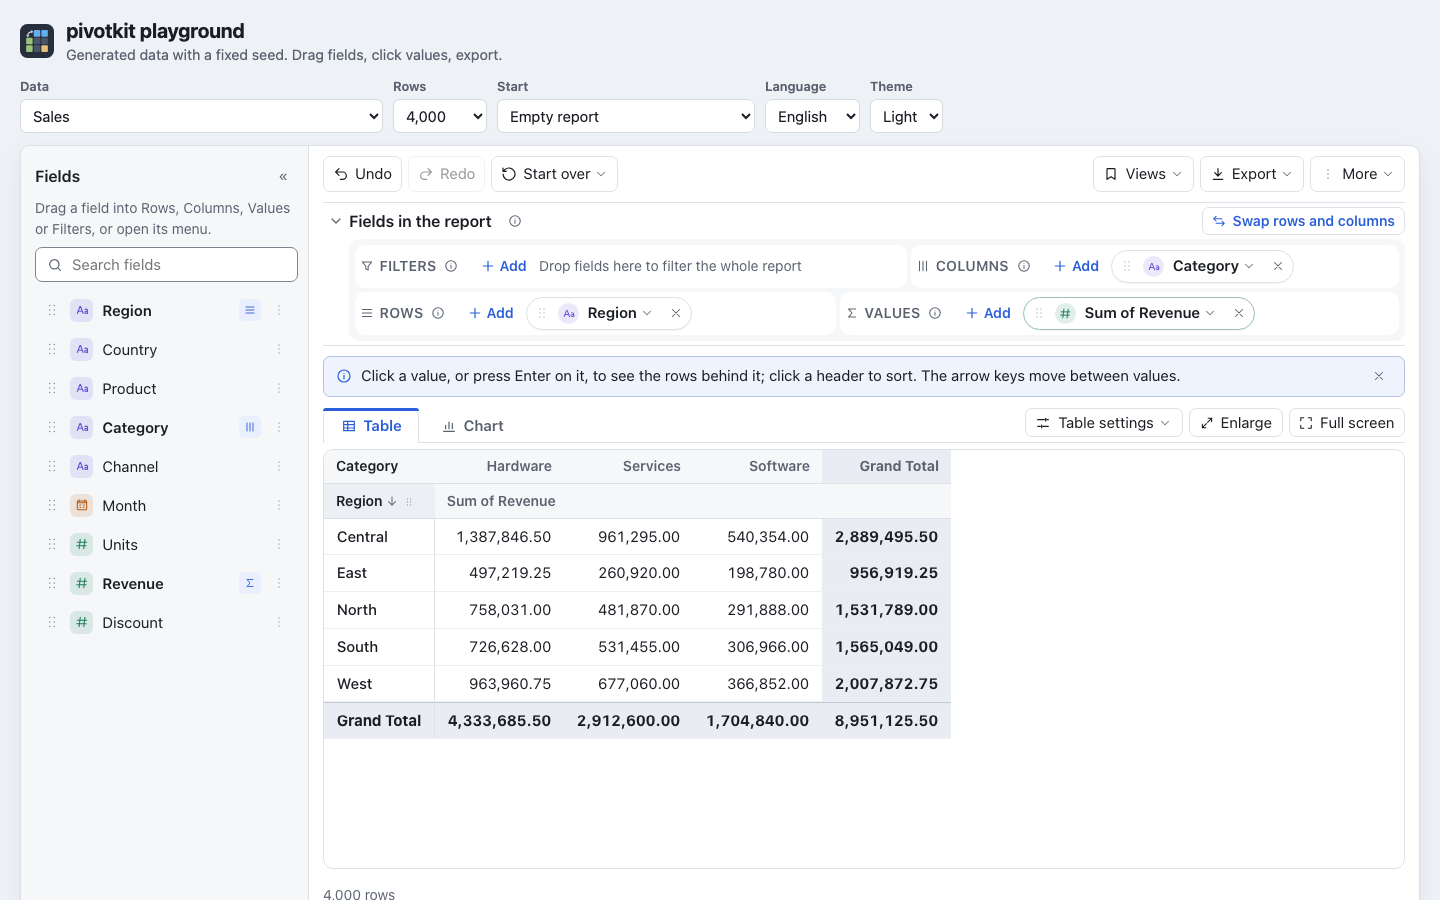 pivotkit playground
Generated data with a fixed seed. Drag fields, click values, export.
Data Rows Start Language Theme
Sales 4,000 Empty report English Light
Fields «
Drag a field into Rows, Columns, Values
or Filters, or open its menu.
Search fields
Aa Region
Aa Country
Aa Product
Aa Category
Aa Channel
Month
# Units
# Revenue Σ
# Discount
Undo Redo Start over Views Export More
Fields in the report Swap rows and columns
FILTERS + Add Drop fields here to filter the whole report
COLUMNS + Add Aa Category ×
ROWS + Add Aa Region ×
Σ VALUES + Add # Sum of Revenue ×
Click a value, or press Enter on it, to see the rows behind it; click a header to sort. The arrow keys move between values. ×
Table Chart Table settings Enlarge Full screen
Category Hardware Services Software Grand Total
Region ↓ Sum of Revenue
Central 1,387,846.50 961,295.00 540,354.00 2,889,495.50
East 497,219.25 260,920.00 198,780.00 956,919.25
North 758,031.00 481,870.00 291,888.00 1,531,789.00
South 726,628.00 531,455.00 306,966.00 1,565,049.00
West 963,960.75 677,060.00 366,852.00 2,007,872.75
Grand Total 4,333,685.50 2,912,600.00 1,704,840.00 8,951,125.50
4,000 rows